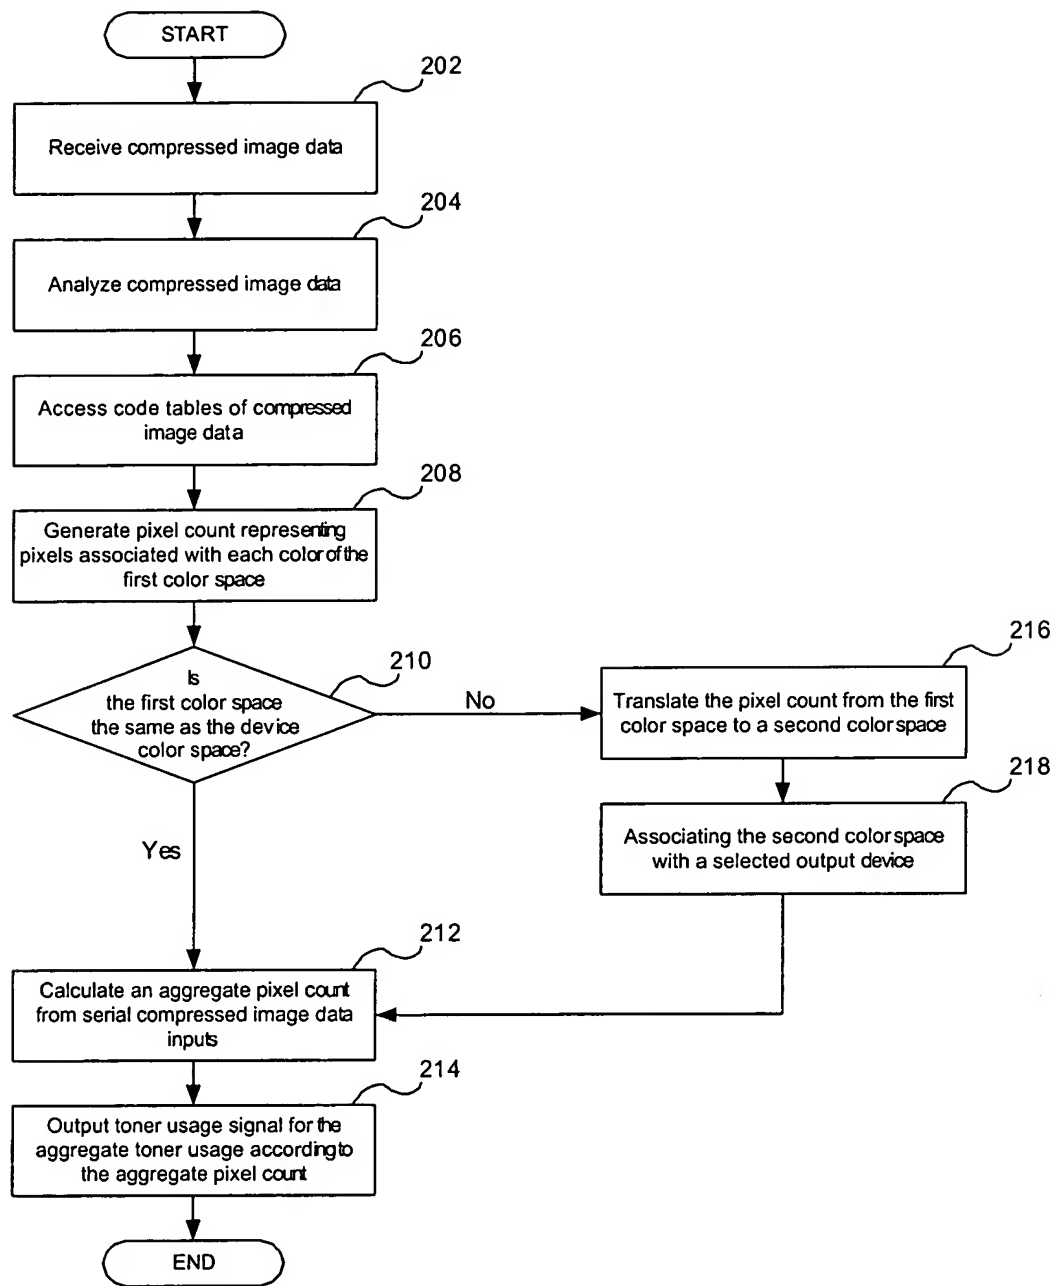 START
202
Receive compressed image data
204
Analyze compressed image data
206
Access code tables of compressed
image data
208
Generate pixel count representing
pixels associated with each color of the
first color space
210
Is
the first color space
the same as the device
color space?
No
216
Translate the pixel count from the first
color space to a second color space
218
Associating the second color space
with a selected output device
Yes
212
Calculate an aggregate pixel count
from serial compressed image data
inputs
214
Output toner usage signal for the
aggregate toner usage according to
the aggregate pixel count
END